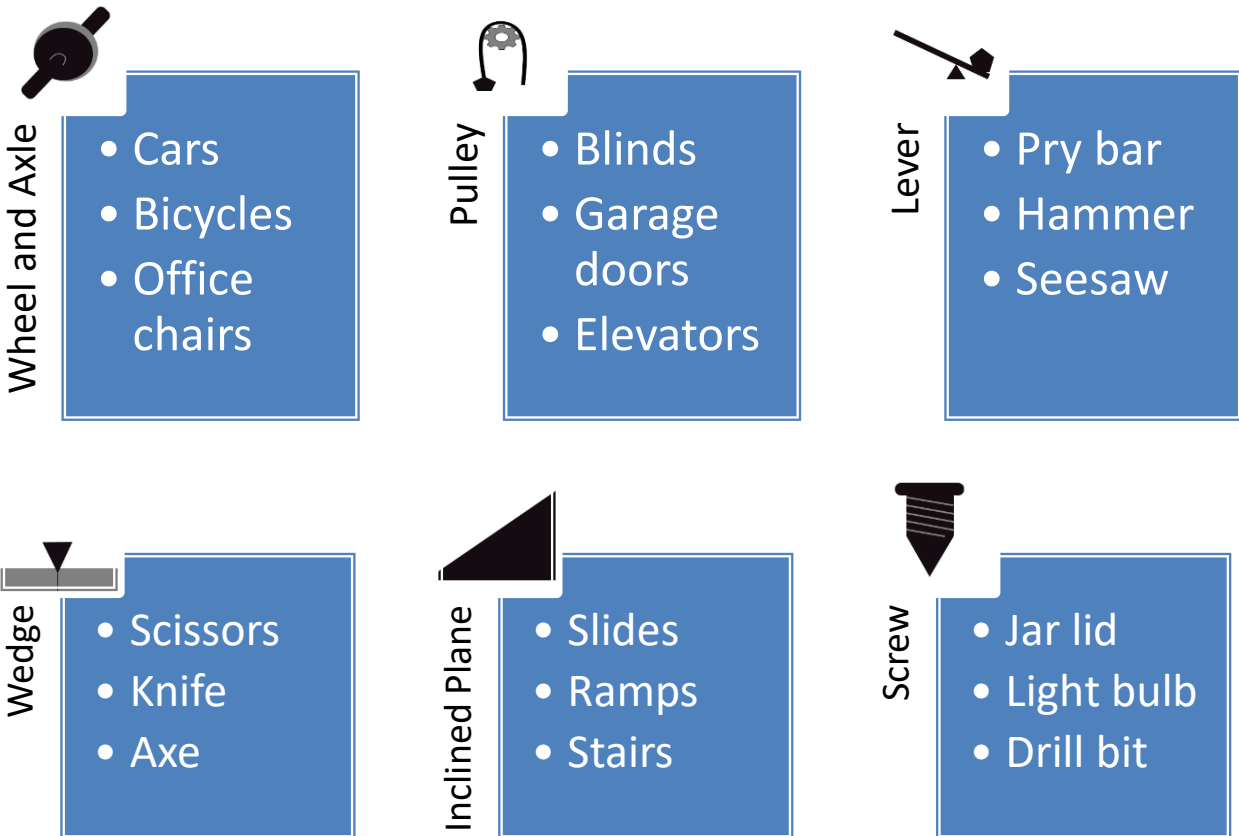 Wheel and Axle
Cars
Bicycles
Office
chairs
Pulley
Blinds
Garage
doors
Elevators
Lever
Pry bar
Hammer
Seesaw
Wedge
Scissors
Knife
Axe
Inclined Plane
Slides
Ramps
Stairs
Screw
Jar lid
Light bulb
Drill bit